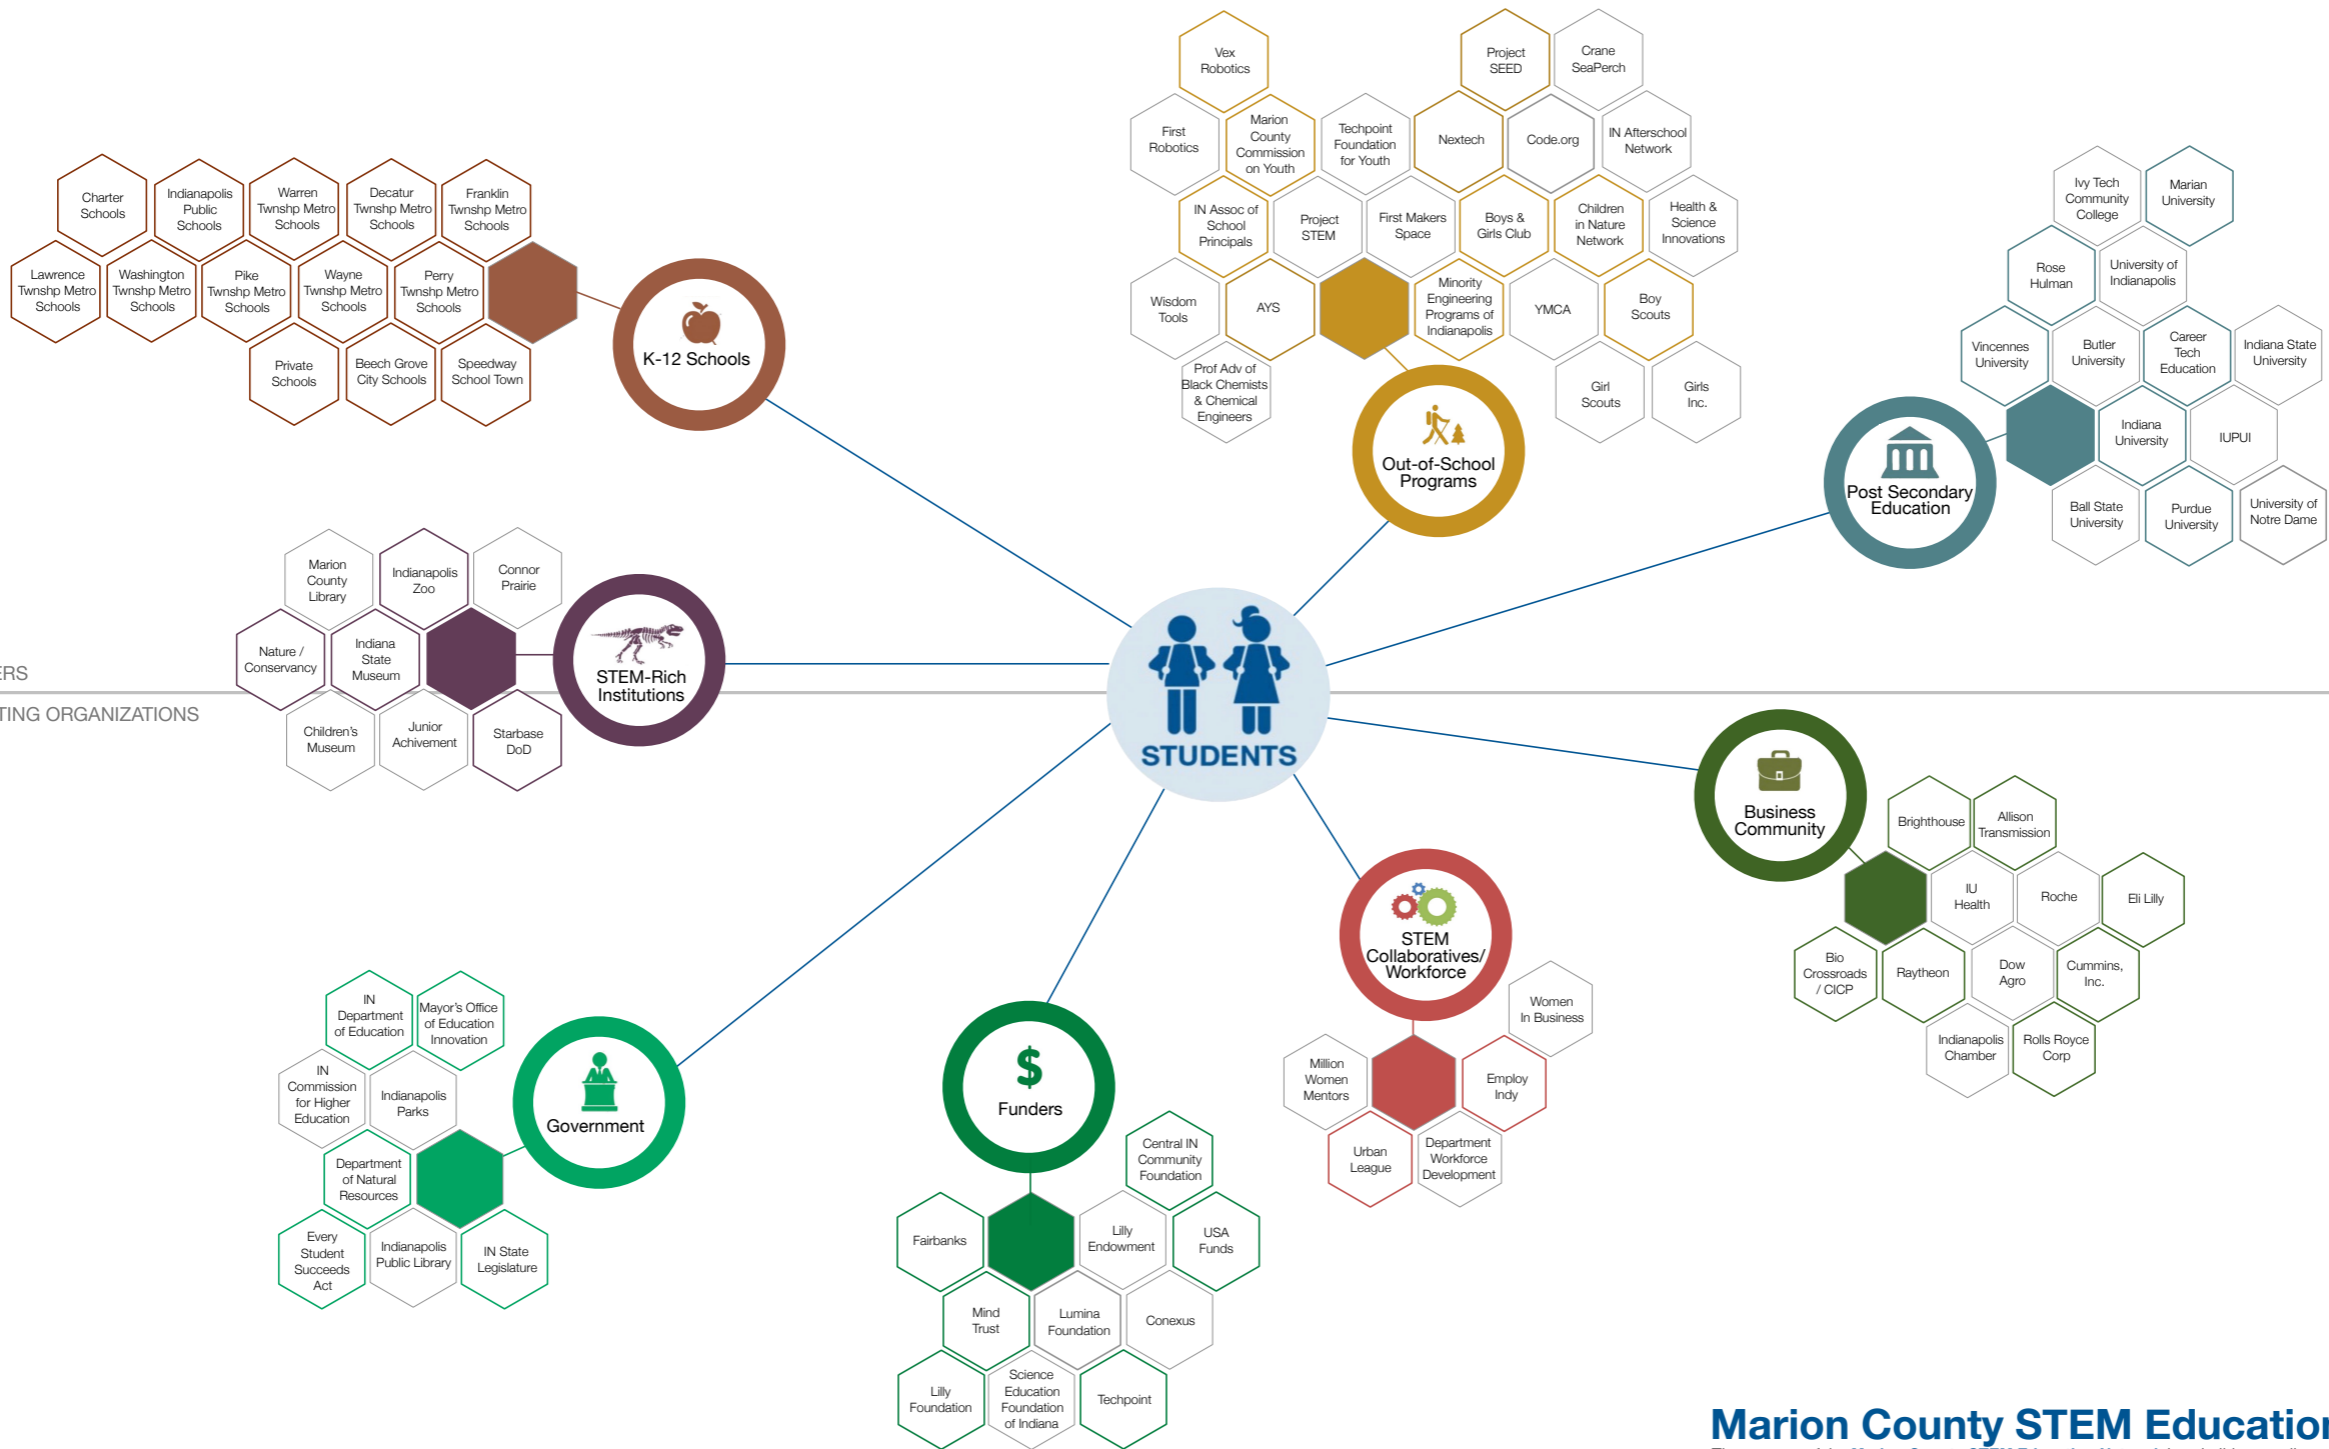 Charter
Schools
Indianapolis
Public
Schools
Warren
Twnshp Metro
Schools
Decatur
Twnshp Metro
Schools
Franklin
Twnshp Metro
Schools
Lawrence
Twnshp Metro
Schools
Washington
Twnshp Metro
Schools
Pike
Twnshp Metro
Schools
Wayne
Twnshp Metro
Schools
Perry
Twnshp Metro
Schools
Private
Schools
Beech Grove
City Schools
Speedway
School Town
K-12 Schools
Vex
Robotics
Project
SEED
Crane
SeaPerch
First
Robotics
Marion
County
Commission
on Youth
Techpoint
Foundation
for Youth
Nextech
Code.org
IN Afterschool
Network
IN Assoc of
School
Principals
Project
STEM
First Makers
Space
Boys &
Girls Club
Children
in Nature
Network
Health &
Science
Innovations
Wisdom
Tools
AYS
Minority
Engineering
Programs of
Indianapolis
YMCA
Boy
Scouts
Prof Adv of
Black Chemists
& Chemical
Engineers
Girl
Scouts
Girls
Inc.
Out-of-School
Programs
Ivy Tech
Community
College
Marian
University
Rose
Hulman
University of
Indianapolis
Vincennes
University
Butler
University
Career
Tech
Education
Indiana State
University
Indiana
University
IUPUI
Ball State
University
Purdue
University
University of
Notre Dame
Post Secondary
Education
Marion
County
Library
Indianapolis
Zoo
Connor
Prairie
Nature /
Conservancy
Indiana
State
Museum
Children's
Museum
Junior
Achivement
Starbase
DoD
STEM-Rich
Institutions
ERS
TING ORGANIZATIONS
STUDENTS
Business
Community
Brighthouse
Allison
Transmission
IU
Health
Roche
Eli Lilly
Bio
Crossroads
/ CICP
Raytheon
Dow
Agro
Cummins,
Inc.
Indianapolis
Chamber
Rolls Royce
Corp
STEM
Collaboratives/
Workforce
Women
In Business
Million
Women
Mentors
Employ
Indy
Urban
League
Department
Workforce
Development
IN
Department
of Education
Mayor's Office
of Education
Innovation
IN
Commission
for Higher
Education
Indianapolis
Parks
Department
of Natural
Resources
Every
Student
Succeeds
Act
Indianapolis
Public Library
IN State
Legislature
Government
$
Funders
Central IN
Community
Foundation
Fairbanks
Lilly
Endowment
USA
Funds
Mind
Trust
Lumina
Foundation
Conexus
Lilly
Foundation
Science
Education
Foundation
of Indiana
Techpoint
Marion County STEM Education